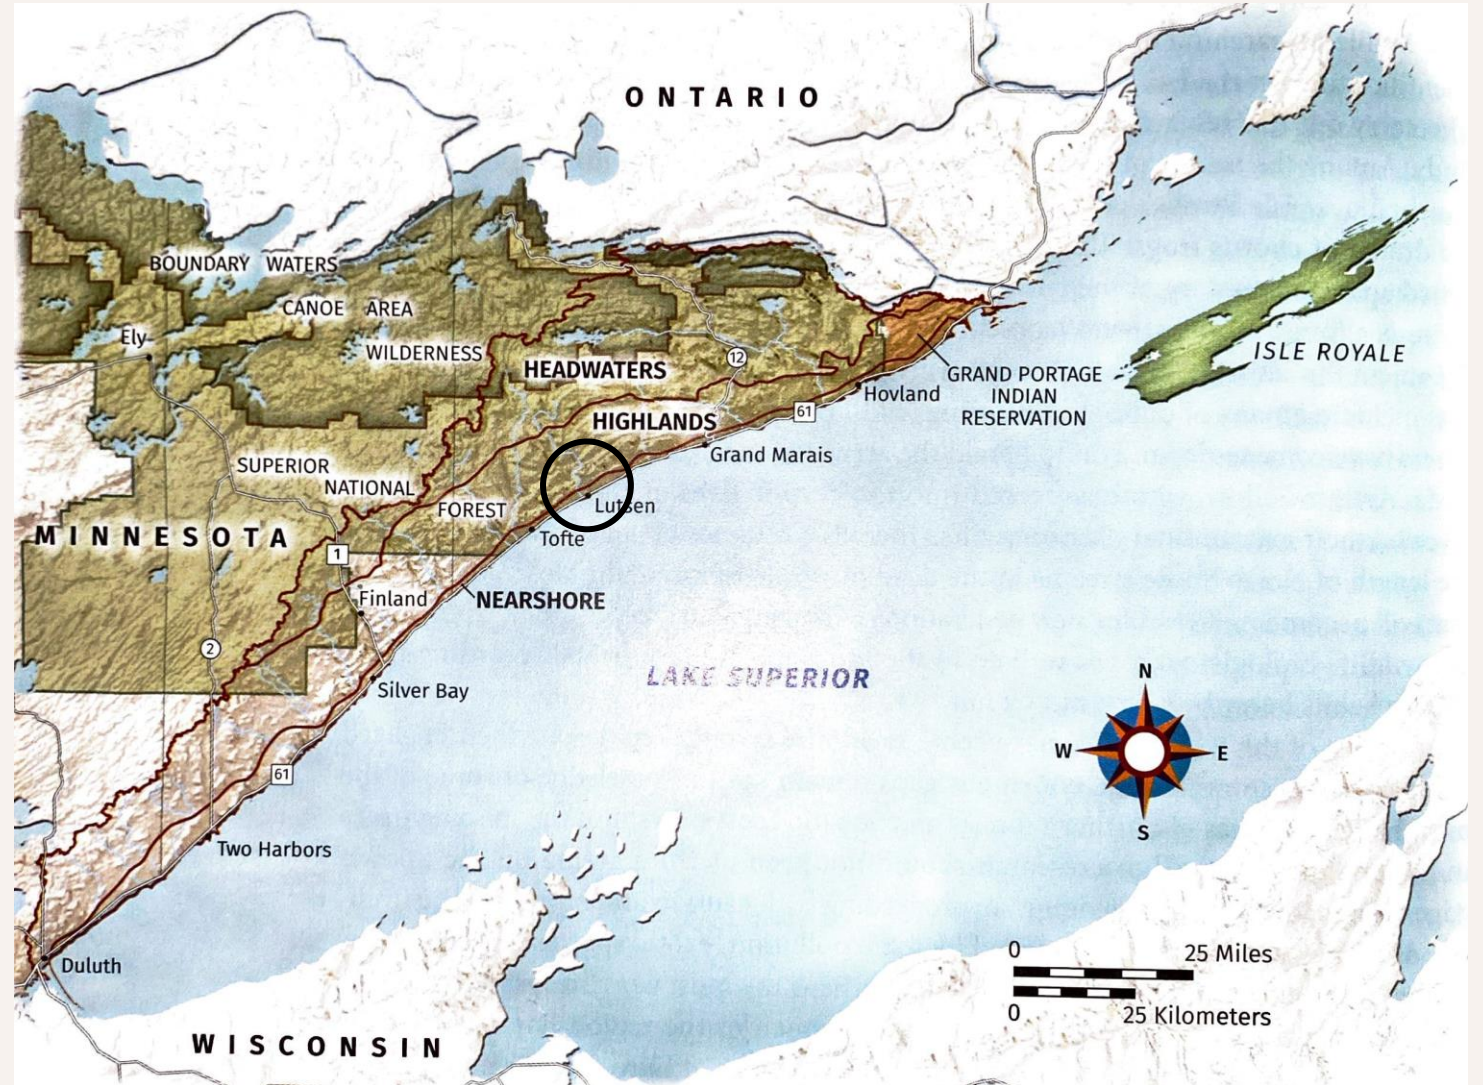 ONTARIO
BOUNDARY WATERS
CANOE AREA
WILDERNESS
Ely
HEADWATERS
12
ISLE ROYALE
HIGHLANDS
61
Hovland
GRAND PORTAGE
INDIAN
RESERVATION
Grand Marais
SUPERIOR
NATIONAL
FOREST
Lutsen
MINNESOTA
Tofte
1
Finland
NEARSHORE
2
LAKE SUPERIOR
Silver Bay
N
W
E
S
61
Two Harbors
Duluth
0
25 Miles
0
25 Kilometers
WISCONSIN